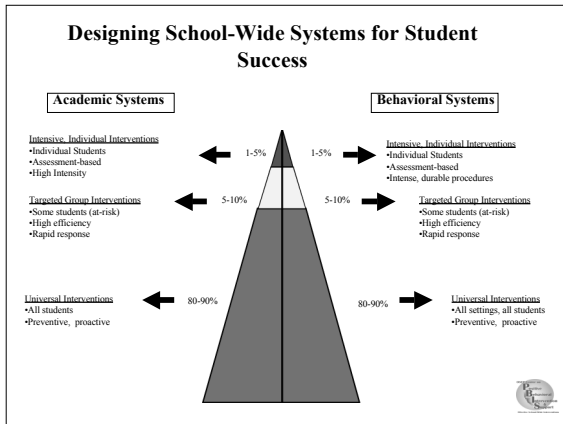 Designing School-Wide Systems for Student
Success
Academic Systems
Behavioral Systems
Intensive, Individual Interventions
•Individual Students
•Assessment-based
•High Intensity
1-5%
1-5%
Intensive, Individual Interventions
•Individual Students
•Assessment-based
•Intense, durable procedures
Targeted Group Interventions
•Some students (at-risk)
•High efficiency
•Rapid response
5-10%
5-10%
Targeted Group Interventions
•Some students (at-risk)
•High efficiency
•Rapid response
Universal Interventions
•All students
•Preventive, proactive
80-90%
80-90%
Universal Interventions
•All settings, all students
•Preventive, proactive
Positive
Behavioral
Support